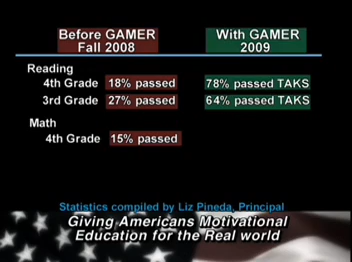 Before GAMER With GAMER
Fall 2008 2009
Reading
4th Grade 18% passed 78% passed TAKS
3rd Grade 27% passed 64% passed TAKS
Math
4th Grade 15% passed
Statistics compiled by Liz Pineda, Principal
Giving Americans Motivational
Education for the Real world